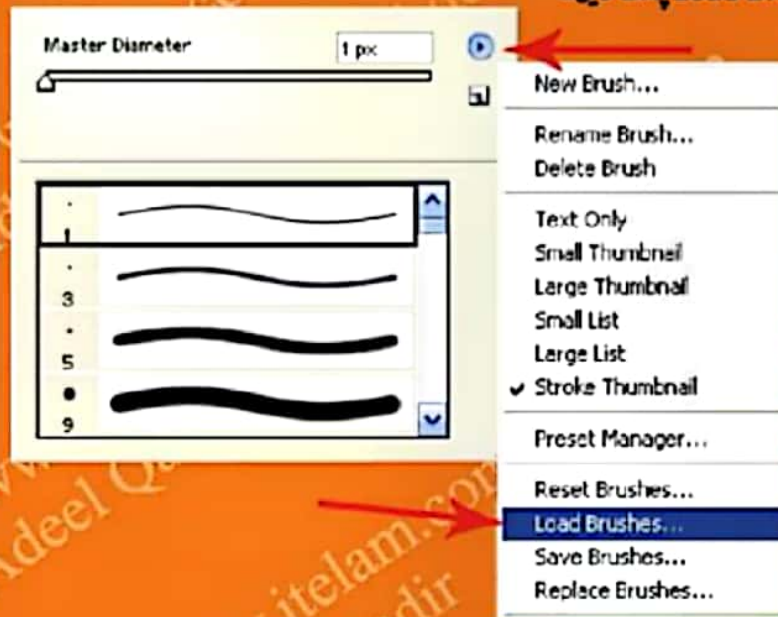 Master Diameter
1 px
1
3
5
9
New Brush...
Rename Brush...
Delete Brush
Text Only
Small Thumbnail
Large Thumbnail
Small List
Large List
Stroke Thumbnail
Preset Manager...
Reset Brushes...
Load Brushes...
Save Brushes...
Replace Brushes...